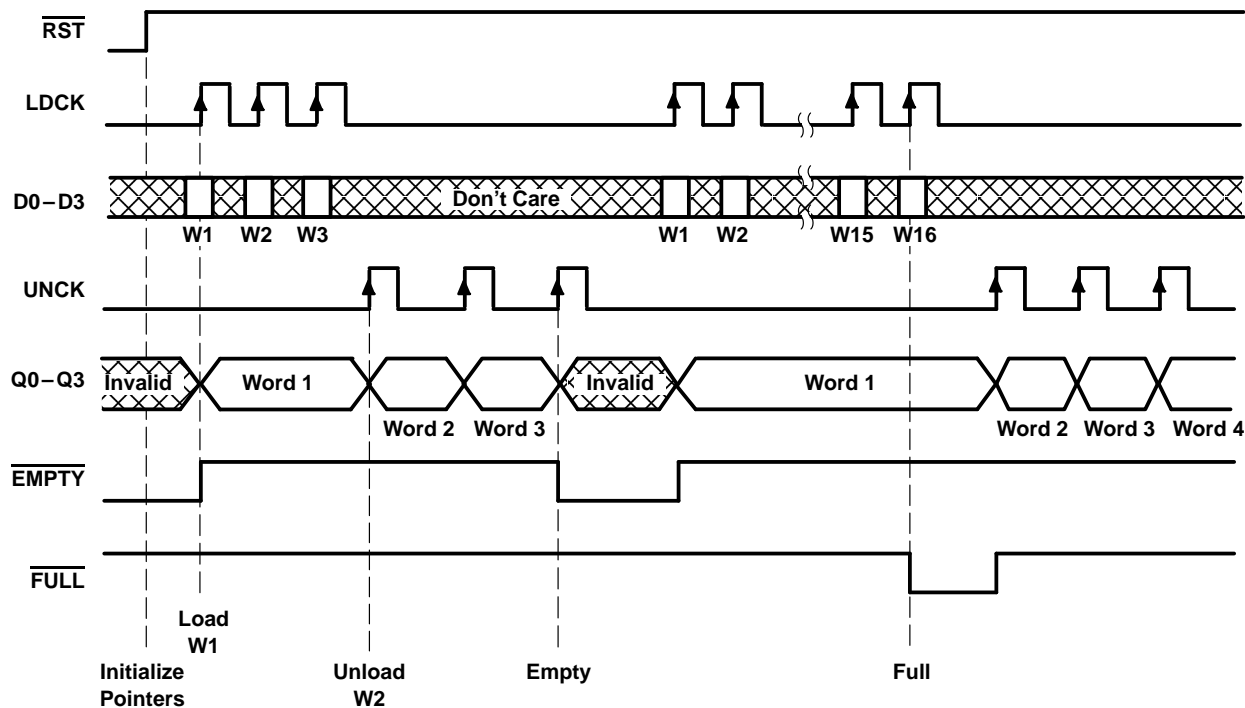 RST
LDCK
D0–D3
Don't Care
W1 W2 W3 W1 W2 W15 W16
UNCK
Q0–Q3
Invalid Word 1 Invalid Word 1
Word 2 Word 3 Word 2 Word 3 Word 4
EMPTY
FULL
Load
W1
Initialize
Pointers
Unload
W2
Empty
Full